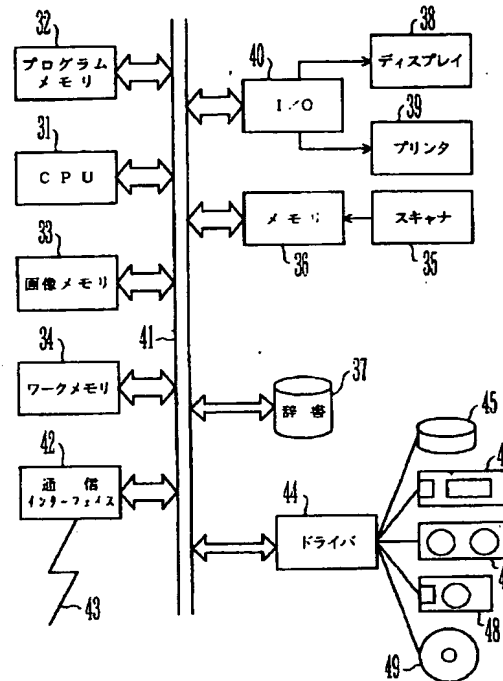 32
プログラム
メモリ
31
CPU
33
画像メモリ
34
ワークメモリ
42
通信
インターフェイス
43
41
40
I/O
38
ディスプレイ
39
プリンタ
メモリ
36
スキャナ
35
37
辞書
44
ドライバ
45
48
49